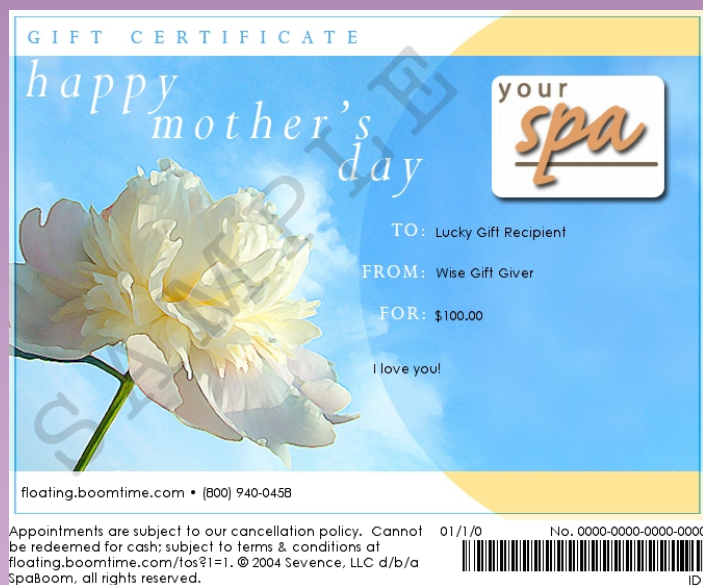 GIFT CERTIFICATE
happy
mother's
day
your
spa
SAMPLE
TO: Lucky Gift Recipient
FROM: Wise Gift Giver
FOR: $100.00
I love you!
floating.boomtime.com • (800) 940-0458
Appointments are subject to our cancellation policy. Cannot
be redeemed for cash; subject to terms & conditions at
floating.boomtime.com/tos?1=1. © 2004 Sevence, LLC d/b/a
SpaBoom, all rights reserved.
01/1/0 No. 0000-0000-0000-0000
ID